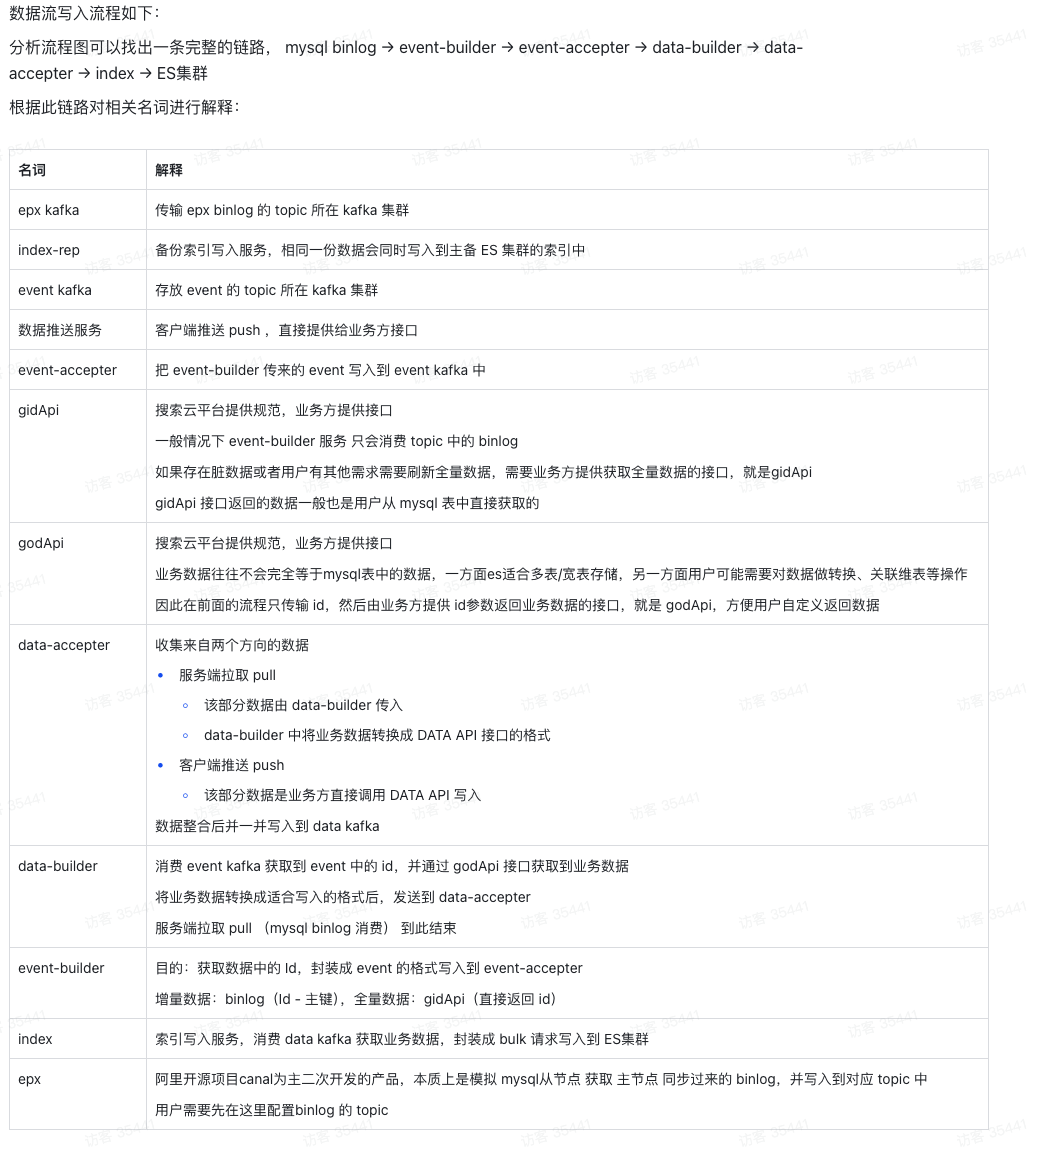 数据流写入流程如下：
分析流程图可以找出一条完整的链路， mysql binlog → event-builder → event-accepter → data-builder → data-
accepter → index → ES集群
根据此链路对相关名词进行解释：
名词 解释
epx kafka 传输 epx binlog 的 topic 所在 kafka 集群
index-rep 备份索引写入服务，相同一份数据会同时写入到主备 ES 集群的索引中
event kafka 存放 event 的 topic 所在 kafka 集群
数据推送服务 客户端推送 push ，直接提供给业务方接口
event-accepter 把 event-builder 传来的 event 写入到 event kafka 中
gidApi 搜索云平台提供规范，业务方提供接口
一般情况下 event-builder 服务 只会消费 topic 中的 binlog
如果存在脏数据或者用户有其他需求需要刷新全量数据，需要业务方提供获取全量数据的接口，就是gidApi
gidApi 接口返回的数据一般也是用户从 mysql 表中直接获取的
godApi 搜索云平台提供规范，业务方提供接口
业务数据往往不会完全等于mysql表中的数据，一方面es适合多表/宽表存储，另一方面用户可能需要对数据做转换、关联维表等操作
因此在前面的流程只传输 id，然后由业务方提供 id参数返回业务数据的接口，就是 godApi，方便用户自定义返回数据
data-accepter 收集来自两个方向的数据
• 服务端拉取 pull
◦ 该部分数据由 data-builder 传入
◦ data-builder 中将业务数据转换成 DATA API 接口的格式
• 客户端推送 push
◦ 该部分数据是业务方直接调用 DATA API 写入
数据整合后并一并写入到 data kafka
data-builder 消费 event kafka 获取到 event 中的 id，并通过 godApi 接口获取到业务数据
将业务数据转换成适合写入的格式后，发送到 data-accepter
服务端拉取 pull （mysql binlog 消费） 到此结束
event-builder 目的：获取数据中的 Id，封装成 event 的格式写入到 event-accepter
增量数据：binlog（Id - 主键），全量数据：gidApi（直接返回 id）
index 索引写入服务，消费 data kafka 获取业务数据，封装成 bulk 请求写入到 ES集群
epx 阿里开源项目canal为主二次开发的产品，本质上是模拟 mysql从节点 获取 主节点 同步过来的 binlog，并写入到对应 topic 中
用户需要先在这里配置binlog 的 topic
访客 35441